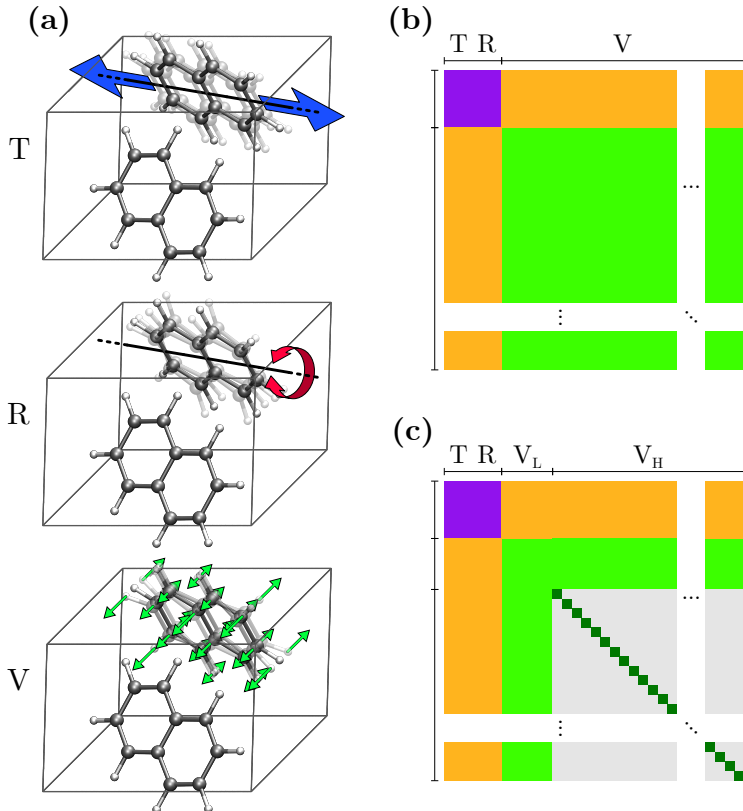 (a)
T
R
V
(b)
T R V
...
⋮ ⋱
(c)
T R V_L V_H
...
⋮ ⋱